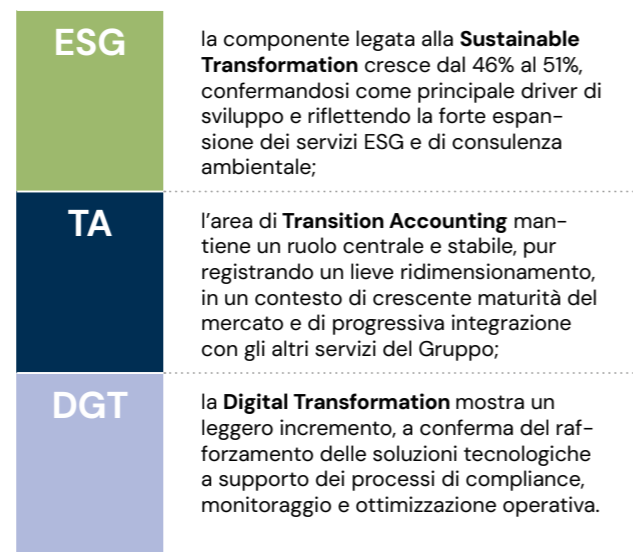 ESG
la componente legata alla Sustainable
Transformation cresce dal 46% al 51%,
confermandosi come principale driver di
sviluppo e riflettendo la forte espan-
sione dei servizi ESG e di consulenza
ambientale;
TA
l'area di Transition Accounting man-
tiene un ruolo centrale e stabile, pur
registrando un lieve ridimensionamento,
in un contesto di crescente maturità del
mercato e di progressiva integrazione
con gli altri servizi del Gruppo;
DGT
la Digital Transformation mostra un
leggero incremento, a conferma del raf-
forzamento delle soluzioni tecnologiche
a supporto dei processi di compliance,
monitoraggio e ottimizzazione operativa.